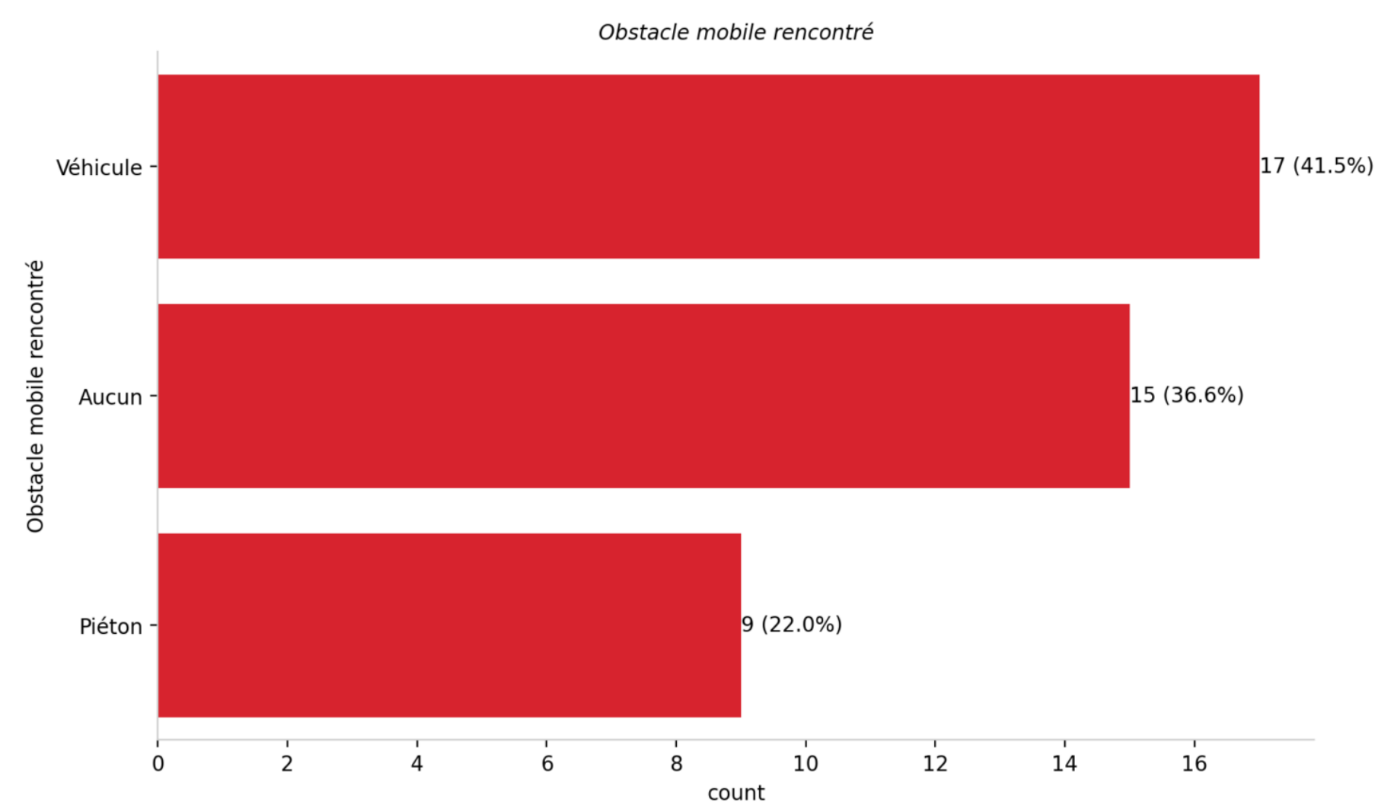 Obstacle mobile rencontré
Obstacle mobile rencontré
Véhicule
17 (41.5%)
Aucun
15 (36.6%)
Piéton
9 (22.0%)
0 2 4 6 8 10 12 14 16
count